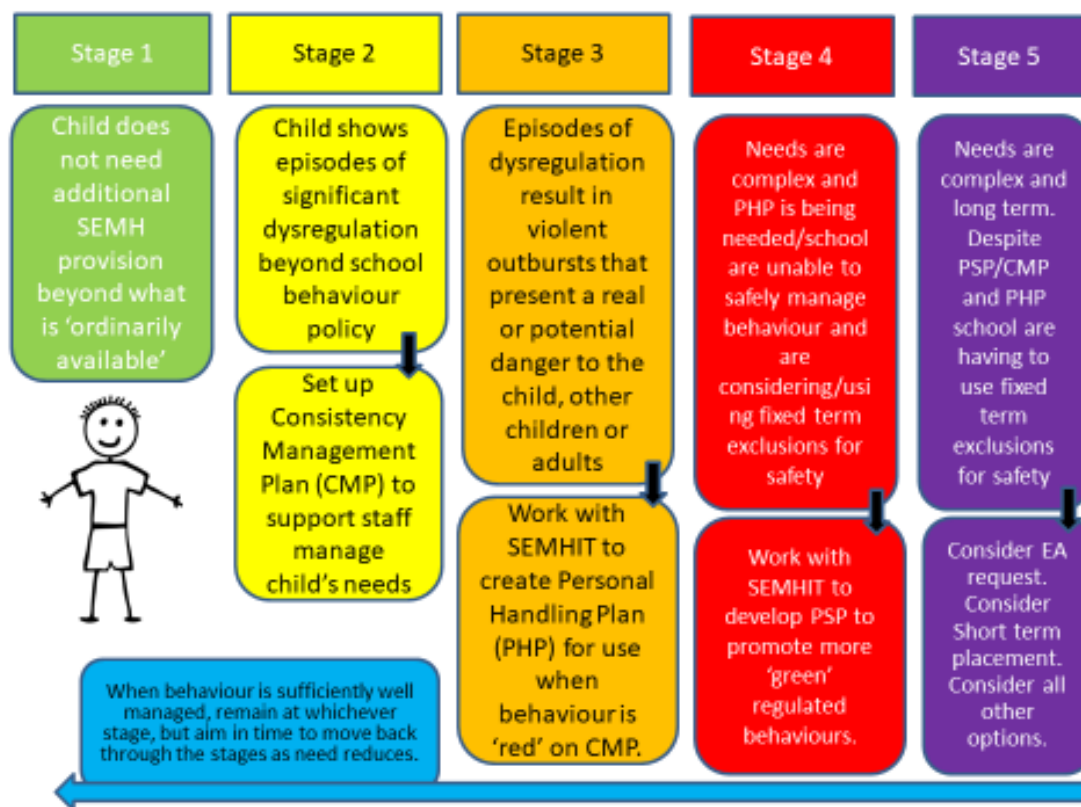 Stage 1
Child does
not need
additional
SEMH
provision
beyond what
is ‘ordinarily
available’
Stage 2
Child shows
episodes of
significant
dysregulation
beyond school
behaviour
policy
Set up
Consistency
Management
Plan (CMP) to
support staff
manage
child’s needs
Stage 3
Episodes of
dysregulation
result in
violent
outbursts that
present a real
or potential
danger to the
child, other
children or
adults
Work with
SEMHIT to
create Personal
Handling Plan
(PHP) for use
when
behaviour is
‘red’ on CMP.
Stage 4
Needs are
complex and
PHP is being
needed/school
are unable to
safely manage
behaviour and
are
considering/usi
ng fixed term
exclusions for
safety
Work with
SEMHIT to
develop PSP to
promote more
‘green’
regulated
behaviours.
Stage 5
Needs are
complex and
long term.
Despite
PSP/CMP
and PHP
school are
having to
use fixed
term
exclusions
for safety
Consider EA
request.
Consider
Short term
placement.
Consider all
other
options.
When behaviour is sufficiently well
managed, remain at whichever
stage, but aim in time to move back
through the stages as need reduces.